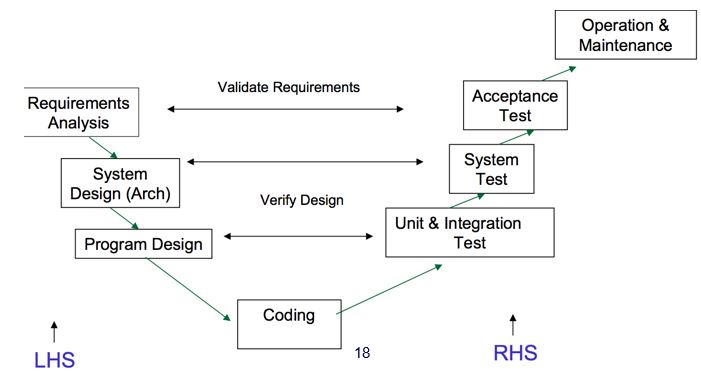 Operation &
Maintenance
Validate Requirements
Requirements
Analysis
Acceptance
Test
System
Design (Arch)
System
Test
Verify Design
Program Design
Unit & Integration
Test
Coding
LHS
18
RHS